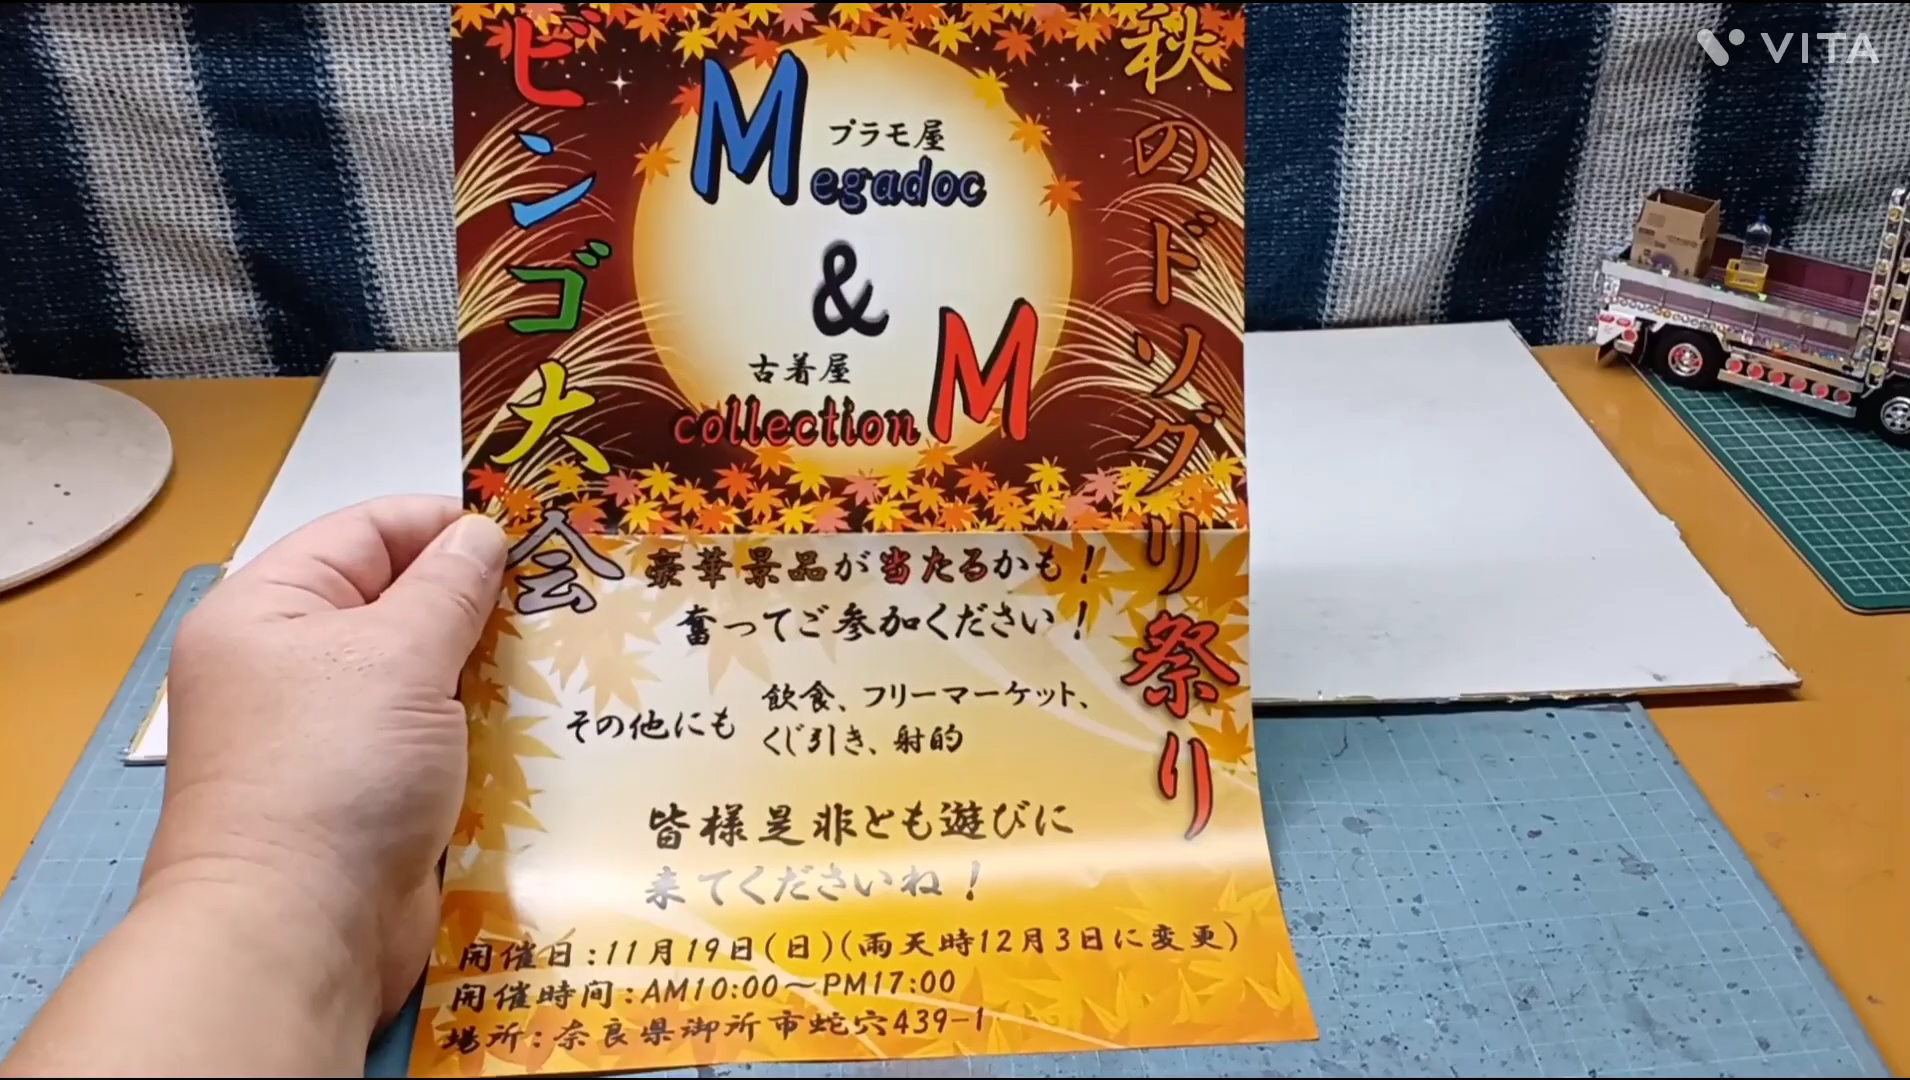 VITA
秋のドングリ祭り
ビンゴ大会
プラモ屋
Megadoc
&
古着屋
collection M
豪華景品が当たるかも！
奮ってご参加ください！
その他にも
飲食、フリーマーケット、
くじ引き、射的
皆様是非とも遊びに
来てくださいね！
開催日：11月19日(日)(雨天時12月3日に変更)
開催時間：AM10:00～PM17:00
場所：奈良県御所市蛇穴439-1